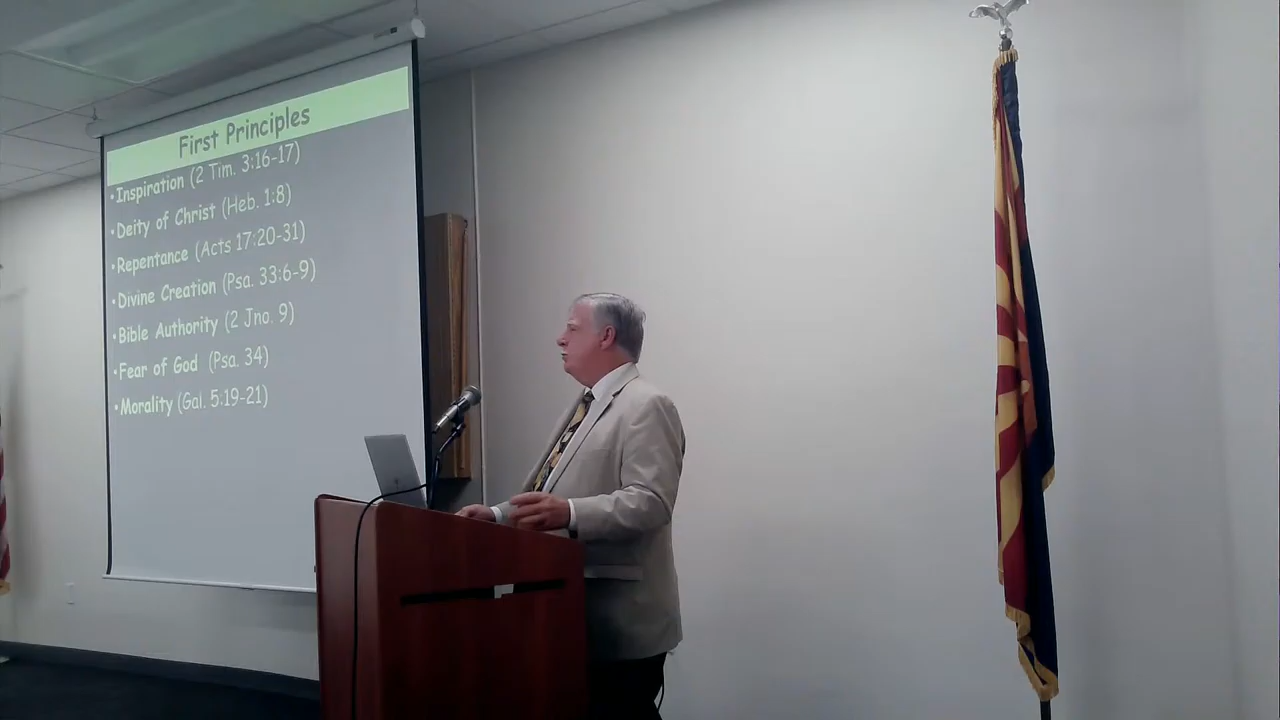 First Principles
•Inspiration (2 Tim. 3:16-17)
•Deity of Christ (Heb. 1:8)
•Repentance (Acts 17:20-31)
•Divine Creation (Psa. 33:6-9)
•Bible Authority (2 Jno. 9)
•Fear of God (Psa. 34)
•Morality (Gal. 5:19-21)